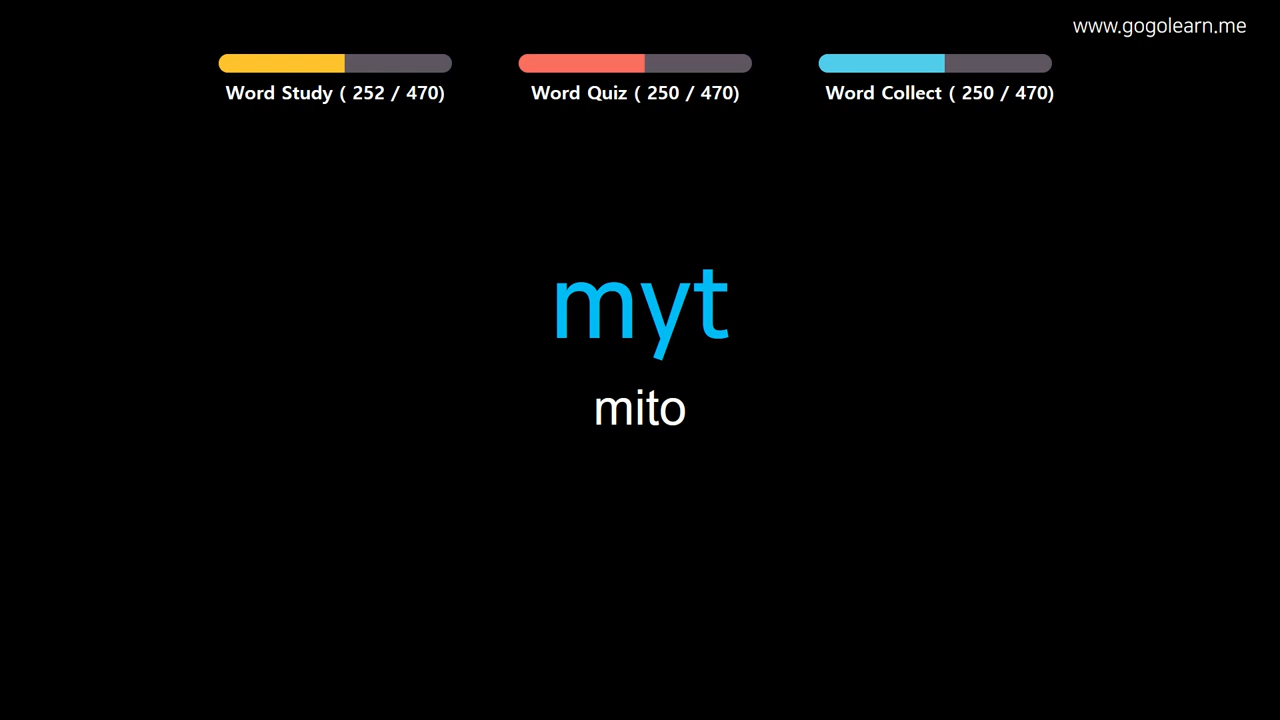 www.gogolearn.me
Word Study ( 252 / 470)
Word Quiz ( 250 / 470)
Word Collect ( 250 / 470)
myt
mito